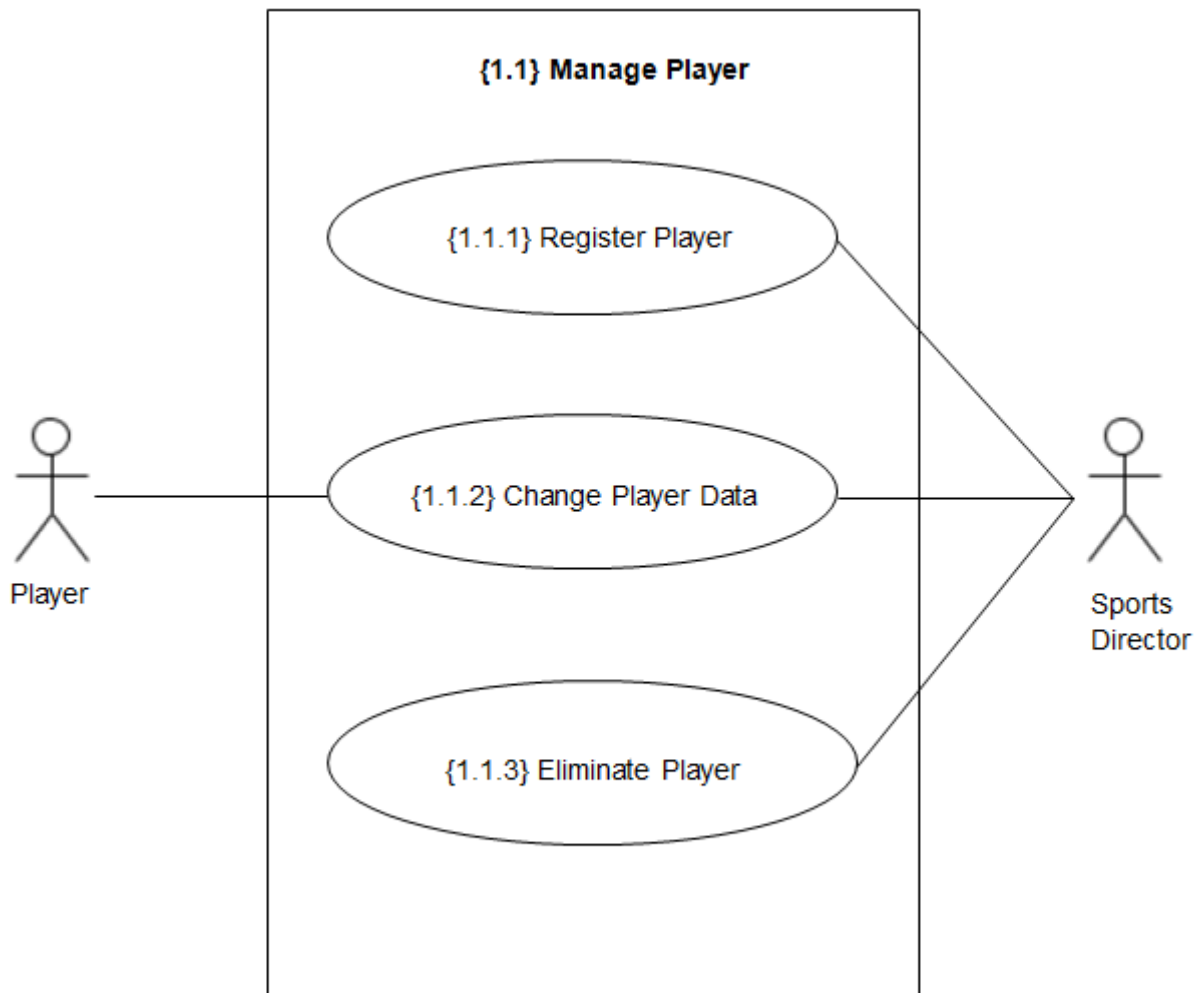 {1.1} Manage Player
{1.1.1} Register Player
{1.1.2} Change Player Data
Player
Sports
Director
{1.1.3} Eliminate Player